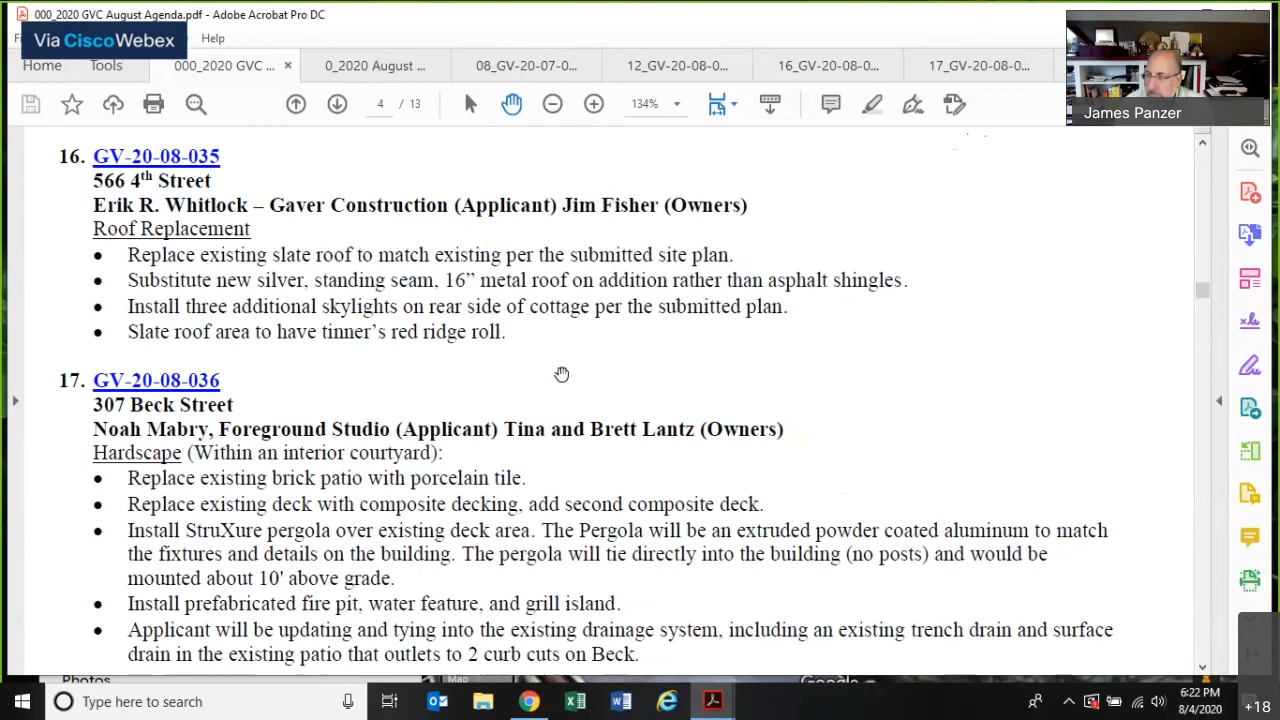 000_2020 GVC August Agenda.pdf - Adobe Acrobat Pro DC
Via Cisco Webex
Help
Home Tools 000_2020 GVC ... × 0_2020 August ... 08_GV-20-07-0... 12_GV-20-08-0... 16_GV-20-08-0... 17_GV-20-08-0...
4 / 13 134%
James Panzer
16. GV-20-08-035
566 4th Street
Erik R. Whitlock – Gaver Construction (Applicant) Jim Fisher (Owners)
Roof Replacement
• Replace existing slate roof to match existing per the submitted site plan.
• Substitute new silver, standing seam, 16” metal roof on addition rather than asphalt shingles.
• Install three additional skylights on rear side of cottage per the submitted plan.
• Slate roof area to have tinner’s red ridge roll.
17. GV-20-08-036
307 Beck Street
Noah Mabry, Foreground Studio (Applicant) Tina and Brett Lantz (Owners)
Hardscape (Within an interior courtyard):
• Replace existing brick patio with porcelain tile.
• Replace existing deck with composite decking, add second composite deck.
• Install StruXure pergola over existing deck area. The Pergola will be an extruded powder coated aluminum to match
the fixtures and details on the building. The pergola will tie directly into the building (no posts) and would be
mounted about 10' above grade.
• Install prefabricated fire pit, water feature, and grill island.
• Applicant will be updating and tying into the existing drainage system, including an existing trench drain and surface
drain in the existing patio that outlets to 2 curb cuts on Beck.
Photos Map Google
Type here to search
6:22 PM
8/4/2020
+18